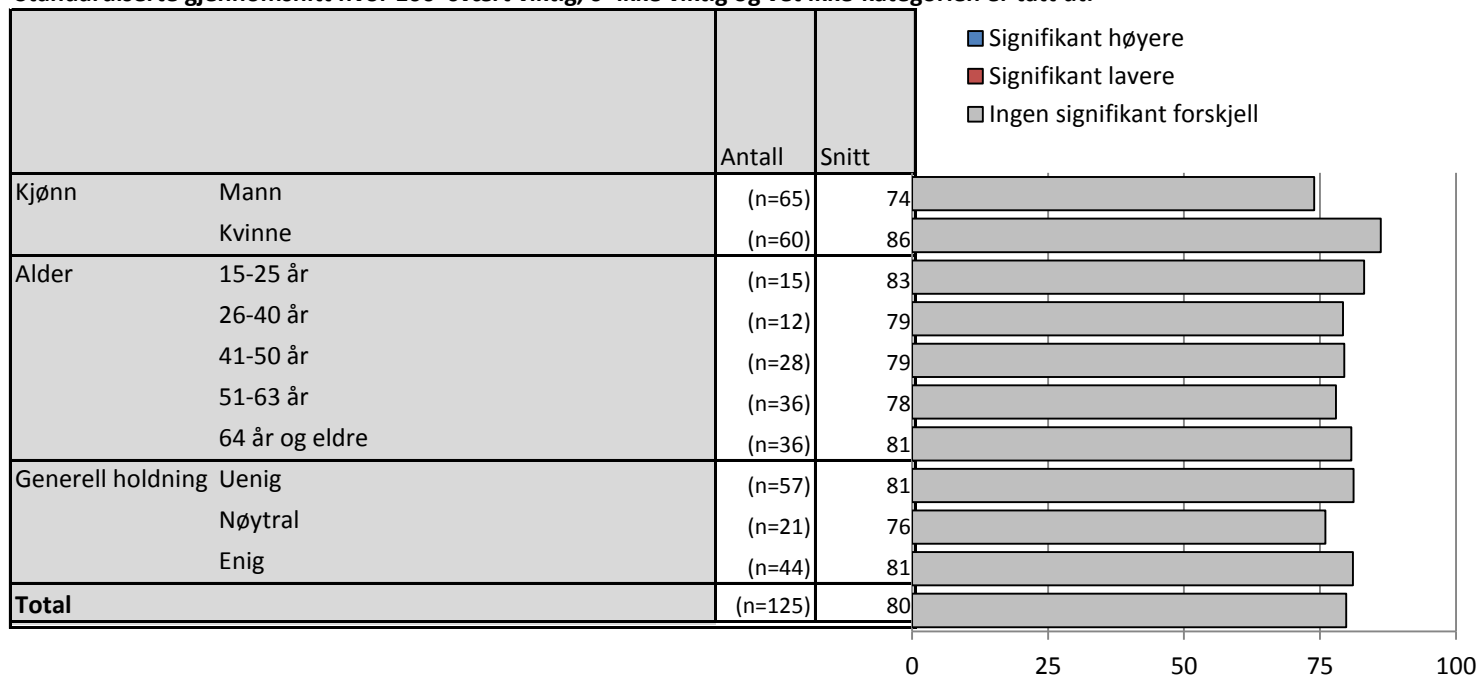 Signifikant høyere
Signifikant lavere
Ingen signifikant forskjell
Antall Snitt
Kjønn Mann (n=65) 74
Kvinne (n=60) 86
Alder 15-25 år (n=15) 83
26-40 år (n=12) 79
41-50 år (n=28) 79
51-63 år (n=36) 78
64 år og eldre (n=36) 81
Generell holdning Uenig (n=57) 81
Nøytral (n=21) 76
Enig (n=44) 81
Total (n=125) 80
0 25 50 75 100